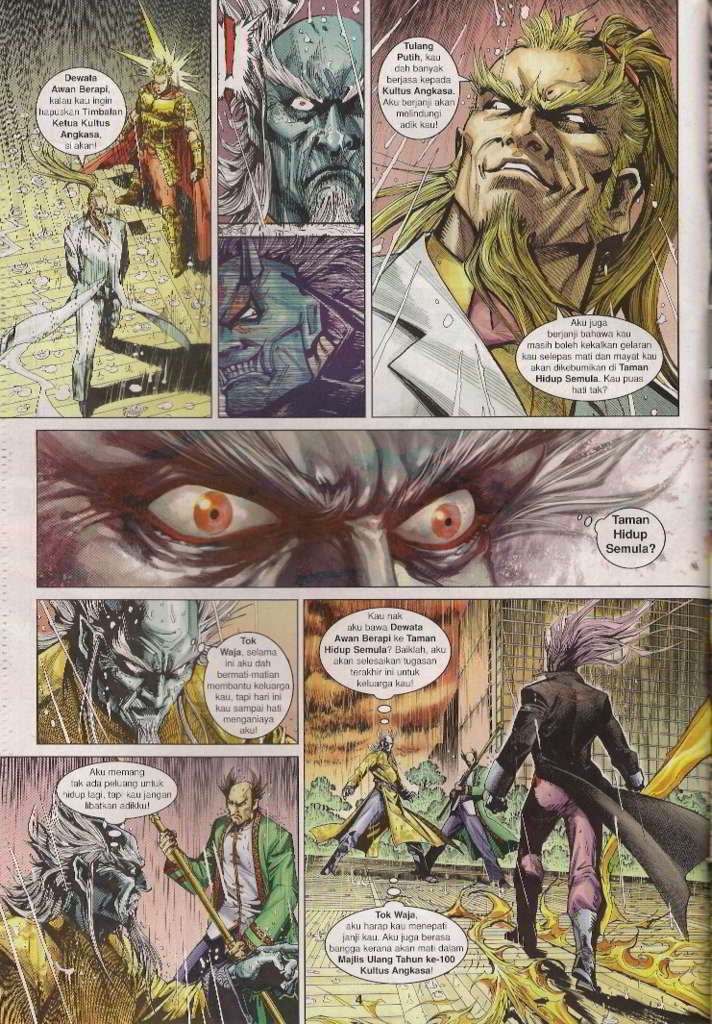 Dewata
Awan Berapi,
kalau kau ingin
hapuskan Timbalan
Ketua Kultus
Angkasa,
silakan!
Tulang
Putih, kau
dah banyak
berjasa kepada
Kultus Angkasa.
Aku berjanji akan
melindungi
adik kau!
Aku juga
berjanji bahawa kau
masih boleh kekalkan gelaran
kau selepas mati dan mayat kau
akan dikebumikan di Taman
Hidup Semula. Kau puas
hati tak?
Taman
Hidup
Semula?
Tok
Waja, selama
ini aku dah
bermati-matian
membantu keluarga
kau, tapi hari ini
kau sampai hati
menganiaya
aku!
Kau nak
aku bawa Dewata
Awan Berapi ke Taman
Hidup Semula? Baiklah, aku
akan selesaikan tugasan
terakhir ini untuk
keluarga kau!
Aku memang
tak ada peluang untuk
hidup lagi, tapi kau jangan
libatkan adikku!
Tok Waja,
aku harap kau menepati
janji kau. Aku juga berasa
bangga kerana akan mati dalam
Majlis Ulang Tahun ke-100
Kultus Angkasa!
4